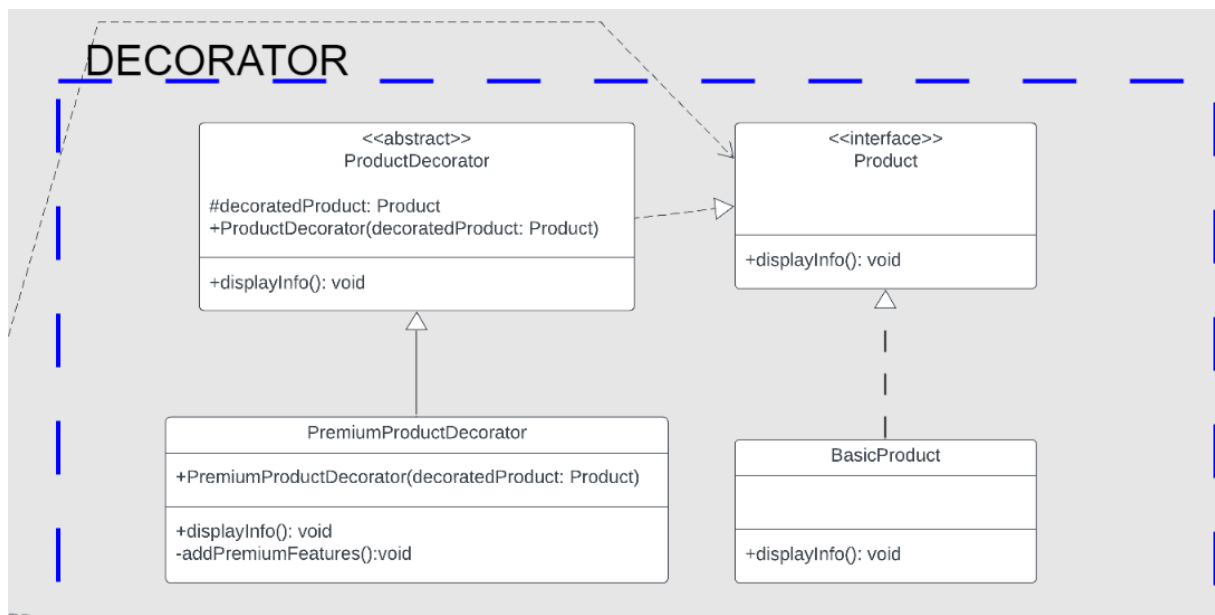 DECORATOR
<<abstract>>
ProductDecorator
#decoratedProduct: Product
+ProductDecorator(decoratedProduct: Product)
+displayInfo(): void
<<interface>>
Product
+displayInfo(): void
PremiumProductDecorator
+PremiumProductDecorator(decoratedProduct: Product)
+displayInfo(): void
-addPremiumFeatures():void
BasicProduct
+displayInfo(): void